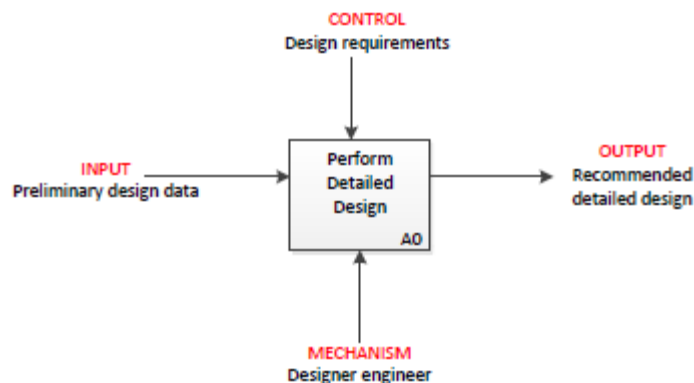 CONTROL
Design requirements
Perform
Detailed
Design
A0
INPUT
Preliminary design data
OUTPUT
Recommended
detailed design
MECHANISM
Designer engineer